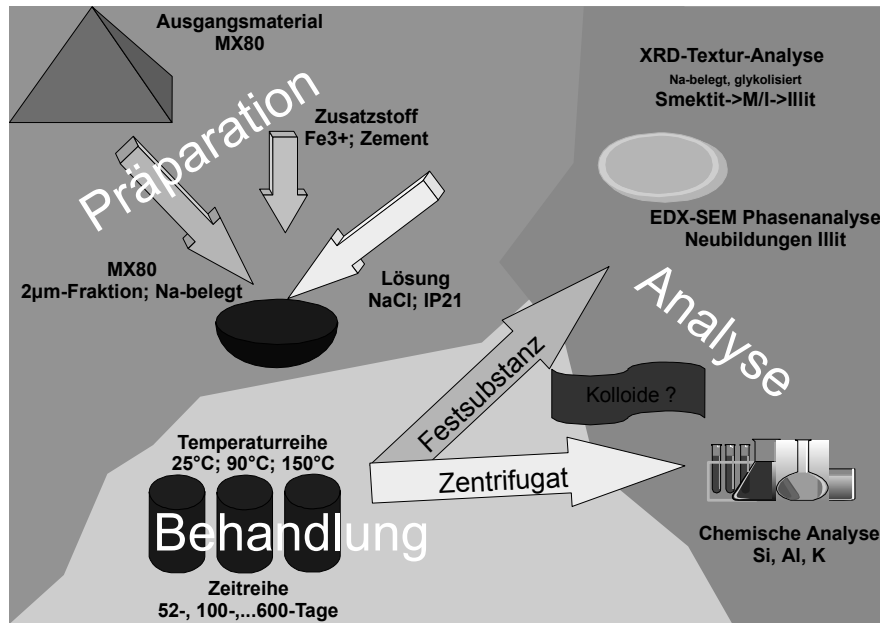 Ausgangsmaterial
MX80
Präparation
Zusatzstoff
Fe3+; Zement
MX80
2µm-Fraktion; Na-belegt
Lösung
NaCl; IP21
Behandlung
Temperaturreihe
25°C; 90°C; 150°C
Zeitreihe
52-, 100-,...600-Tage
Festsubstanz
Zentrifugat
Kolloide ?
Analyse
XRD-Textur-Analyse
Na-belegt, glykolisiert
Smektit->M/I->Illit
EDX-SEM Phasenanalyse
Neubildungen Illit
Chemische Analyse
Si, Al, K